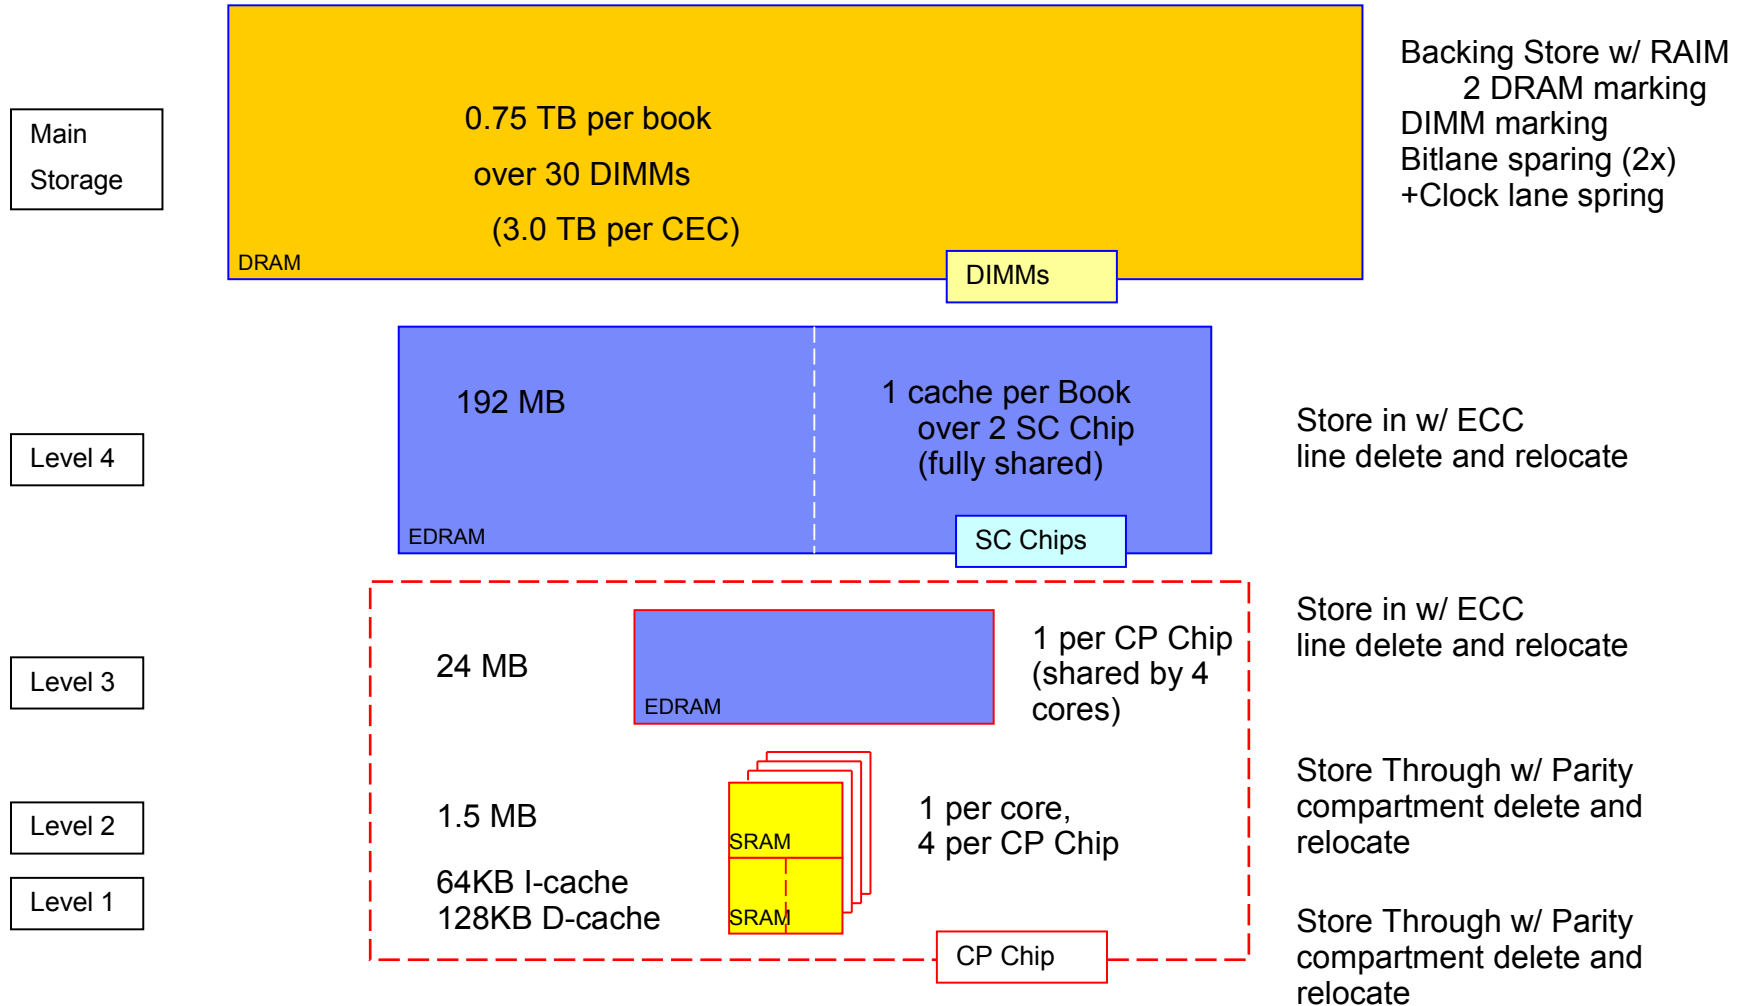 Main
Storage
0.75 TB per book
over 30 DIMMs
(3.0 TB per CEC)
DRAM
DIMMs
Backing Store w/ RAIM
2 DRAM marking
DIMM marking
Bitlane sparing (2x)
+Clock lane spring
Level 4
192 MB
1 cache per Book
over 2 SC Chip
(fully shared)
EDRAM
SC Chips
Store in w/ ECC
line delete and relocate
Level 3
24 MB
EDRAM
1 per CP Chip
(shared by 4
cores)
Store in w/ ECC
line delete and relocate
Level 2
1.5 MB
SRAM
1 per core,
4 per CP Chip
Store Through w/ Parity
compartment delete and
relocate
Level 1
64KB I-cache
128KB D-cache
SRAM
CP Chip
Store Through w/ Parity
compartment delete and
relocate